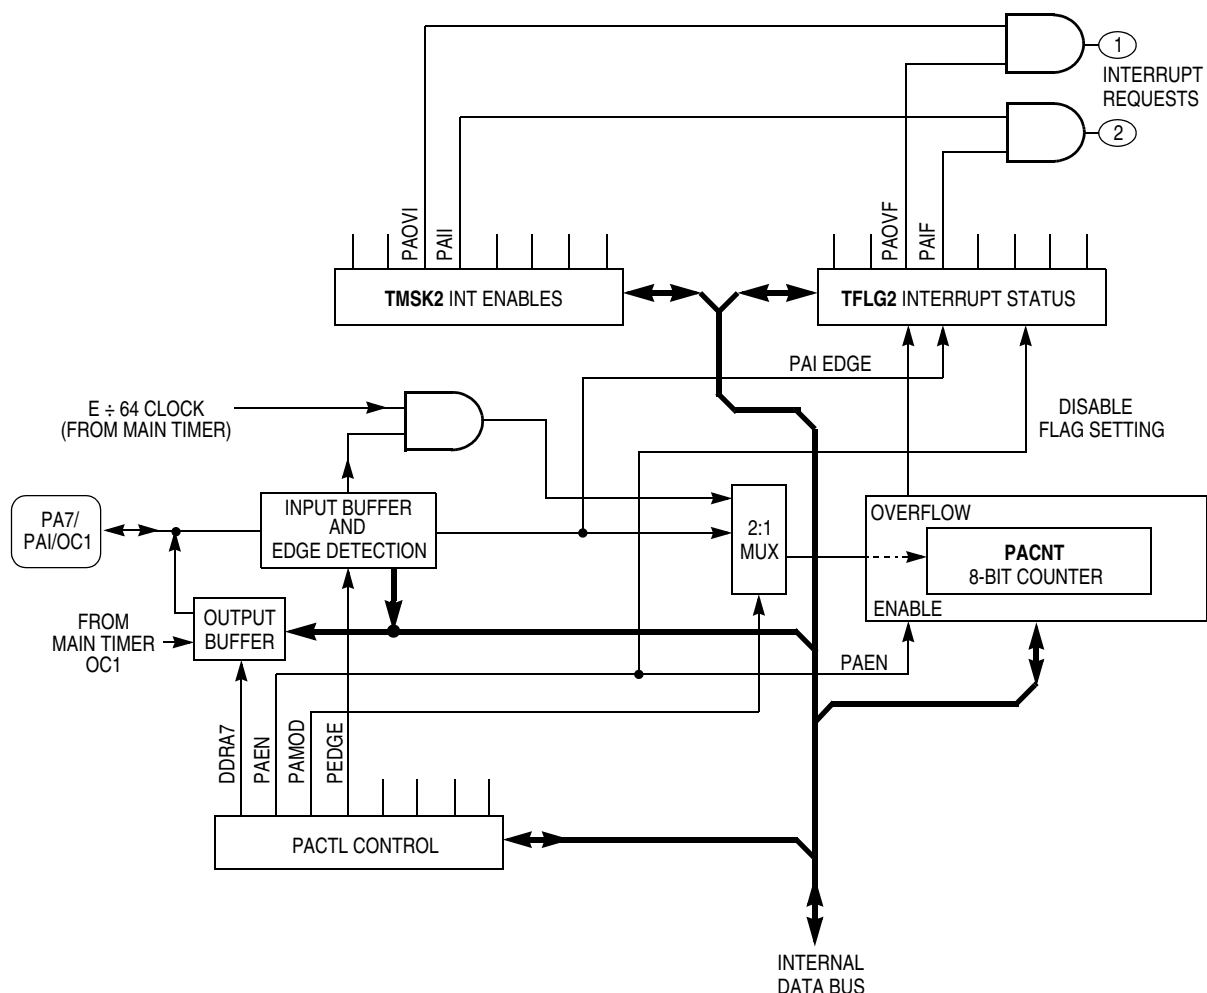 1
INTERRUPT
REQUESTS
2
PAOVI
PAII
PAOVF
PAIF
TMSK2 INT ENABLES
TFLG2 INTERRUPT STATUS
PAI EDGE
E ÷ 64 CLOCK
(FROM MAIN TIMER)
DISABLE
FLAG SETTING
PA7/
PAI/OC1
INPUT BUFFER
AND
EDGE DETECTION
2:1
MUX
OVERFLOW
PACNT
8-BIT COUNTER
ENABLE
FROM
MAIN TIMER
OC1
OUTPUT
BUFFER
PAEN
DDRA7
PAEN
PAMOD
PEDGE
PACTL CONTROL
INTERNAL
DATA BUS